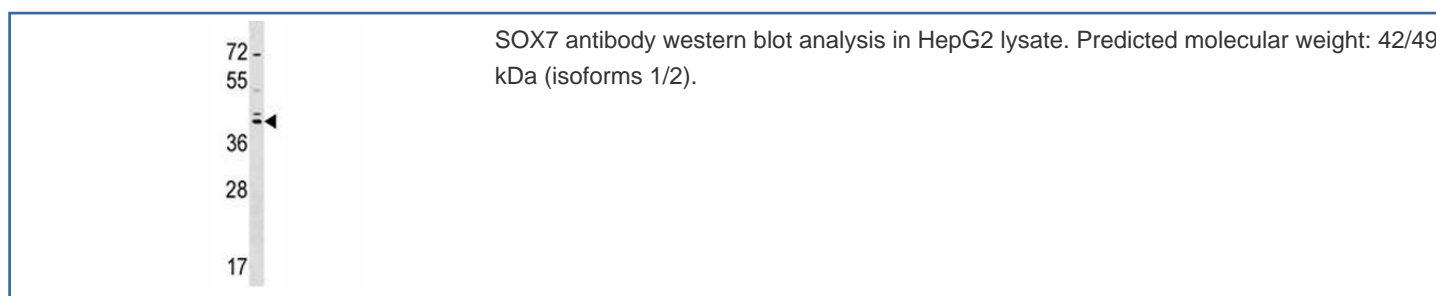 72
55
36
28
17
SOX7 antibody western blot analysis in HepG2 lysate. Predicted molecular weight: 42/49
kDa (isoforms 1/2).